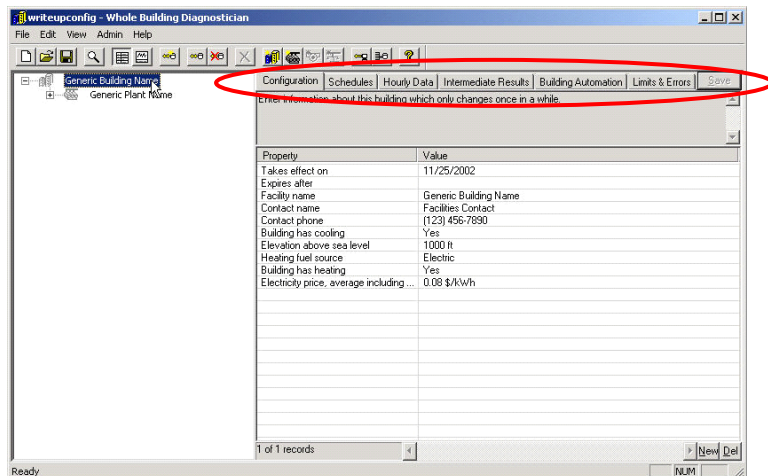 writeupconfig - Whole Building Diagnostician
File Edit View Admin Help
Generic Building Name
Generic Plant Name
Configuration Schedules Hourly Data Intermediate Results Building Automation Limits & Errors Save
Enter information about this building which only changes once in a while.
Property Value
Takes effect on 11/25/2002
Expires after
Facility name Generic Building Name
Contact name Facilities Contact
Contact phone (123) 456-7890
Building has cooling Yes
Elevation above sea level 1000 ft
Heating fuel source Electric
Building has heating Yes
Electricity price, average including ... 0.08 $/kWh
1 of 1 records New Del
Ready NUM